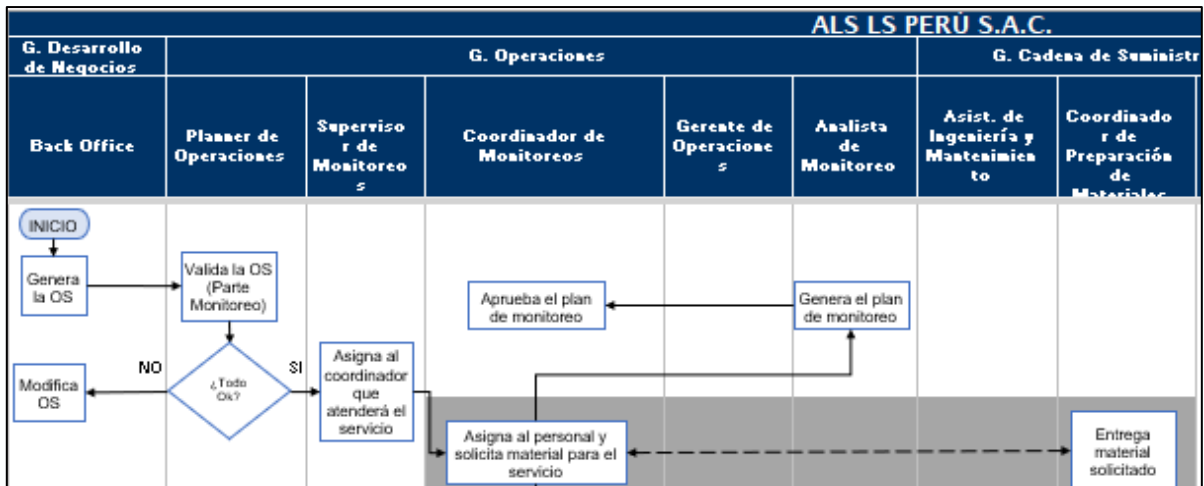 ALS LS PERÚ S.A.C.
G. Desarrollo
de Negocios
G. Operaciones
G. Cadena de Suministr
Back Office
Planner de
Operaciones
Superviso
r de
Monitoreo
s
Coordinador de
Monitoreos
Gerente de
Operacione
s
Analista
de
Monitoreo
Asist. de
Ingeniería y
Mantenimien
to
Coordinado
r de
Preparación
de
Materiales
INICIO
Genera
la OS
Valida la OS
(Parte
Monitoreo)
Aprueba el plan
de monitoreo
Genera el plan
de monitoreo
Modifica
OS
NO
¿Todo
Ok?
SI
Asigna al
coordinador
que
atenderá el
servicio
Asigna al personal y
solicita material para el
servicio
Entrega
material
solicitado